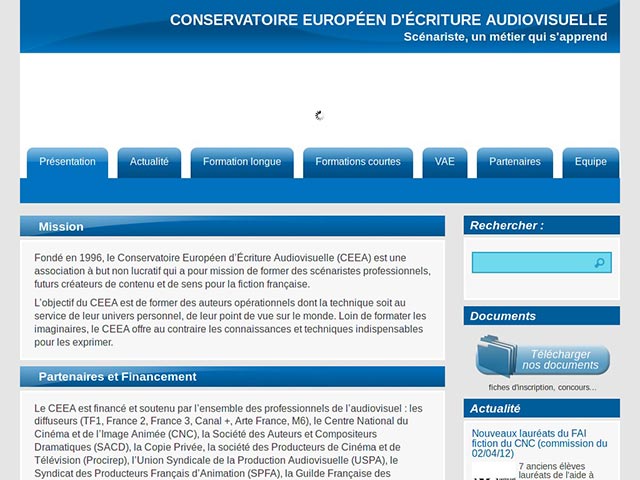 CONSERVATOIRE EUROPÉEN D'ÉCRITURE AUDIOVISUELLE
Scénariste, un métier qui s'apprend
Présentation
Actualité
Formation longue
Formations courtes
VAE
Partenaires
Equipe
Mission
Fondé en 1996, le Conservatoire Européen d'Écriture Audiovisuelle (CEEA) est une
association à but non lucratif qui a pour mission de former des scénaristes professionnels,
futurs créateurs de contenu et de sens pour la fiction française.
L'objectif du CEEA est de former des auteurs opérationnels dont la technique soit au
service de leur univers personnel, de leur point de vue sur le monde. Loin de formater les
imaginaires, le CEEA offre au contraire les connaissances et techniques indispensables
pour les exprimer.
Partenaires et Financement
Le CEEA est financé et soutenu par l'ensemble des professionnels de l'audiovisuel : les
diffuseurs (TF1, France 2, France 3, Canal +, Arte France, M6), le Centre National du
Cinéma et de l'Image Animée (CNC), la Société des Auteurs et Compositeurs
Dramatiques (SACD), la Copie Privée, la société des Producteurs de Cinéma et de
Télévision (Procirep), l'Union Syndicale de la Production Audiovisuelle (USPA), le
Syndicat des Producteurs Français d'Animation (SPFA), la Guilde Française des
Rechercher :
Documents
Télécharger
nos documents
fiches d'inscription, concours...
Actualité
Nouveaux lauréats du FAI
fiction du CNC (commission du
02/04/12)
7 anciens élèves
lauréats de l'aide à